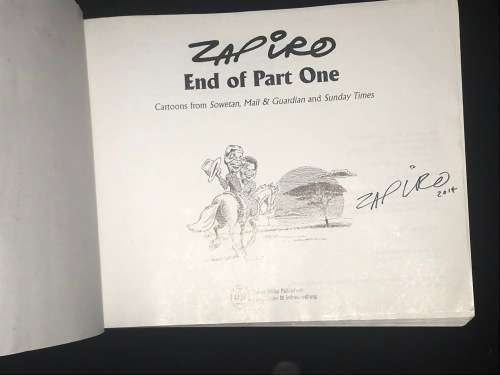 ZAPIRO
End of Part One
Cartoons from Sowetan, Mail & Guardian and Sunday Times
ZAPIRO
2014